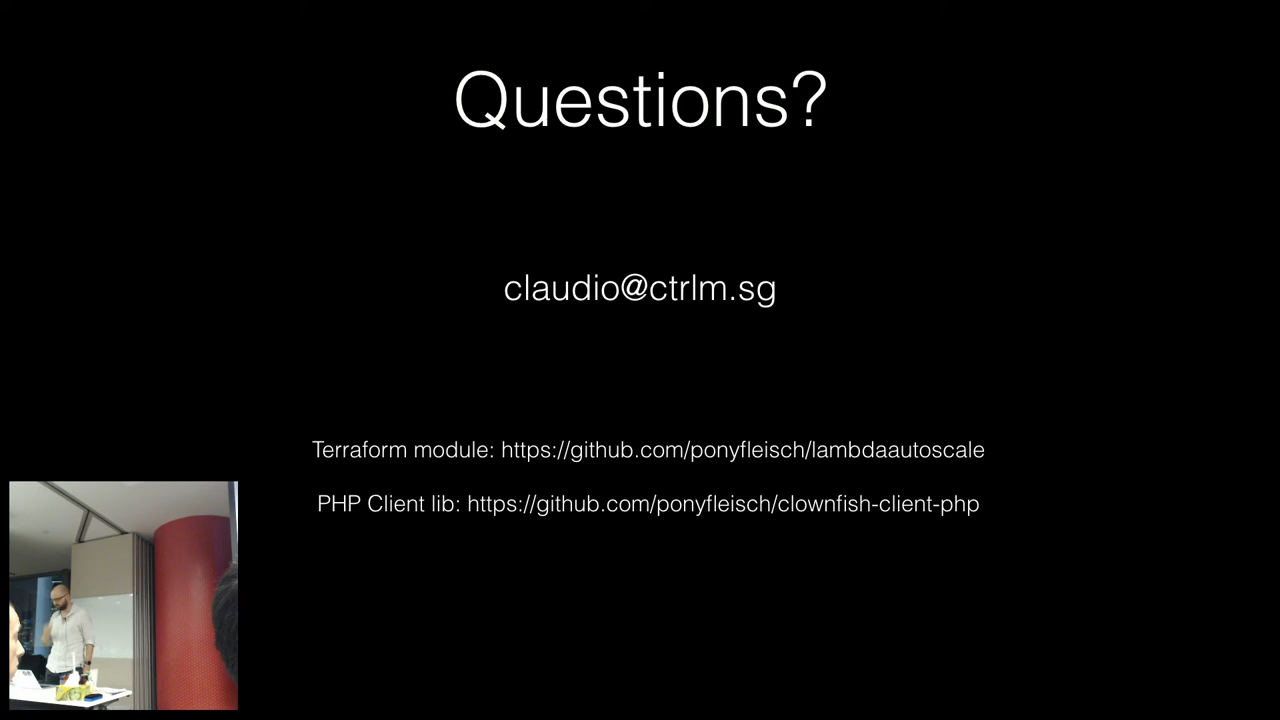 Questions?
claudio@ctrlm.sg
Terraform module: https://github.com/ponyfleisch/lambdaautoscale
PHP Client lib: https://github.com/ponyfleisch/clownfish-client-php